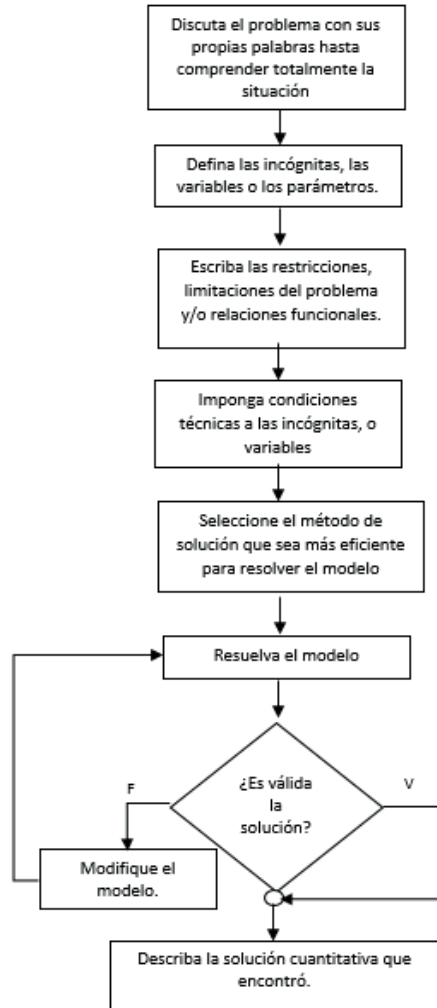 Discuta el problema con sus
propias palabras hasta
comprender totalmente la
situación
Defina las incógnitas, las
variables o los parámetros.
Escriba las restricciones,
limitaciones del problema
y/o relaciones funcionales.
Imponga condiciones
técnicas a las incógnitas, o
variables
Seleccione el método de
solución que sea más eficiente
para resolver el modelo
Resuelva el modelo
¿Es válida
la
solución?
F
V
Modifique el
modelo.
Describa la solución cuantitativa que
encontró.